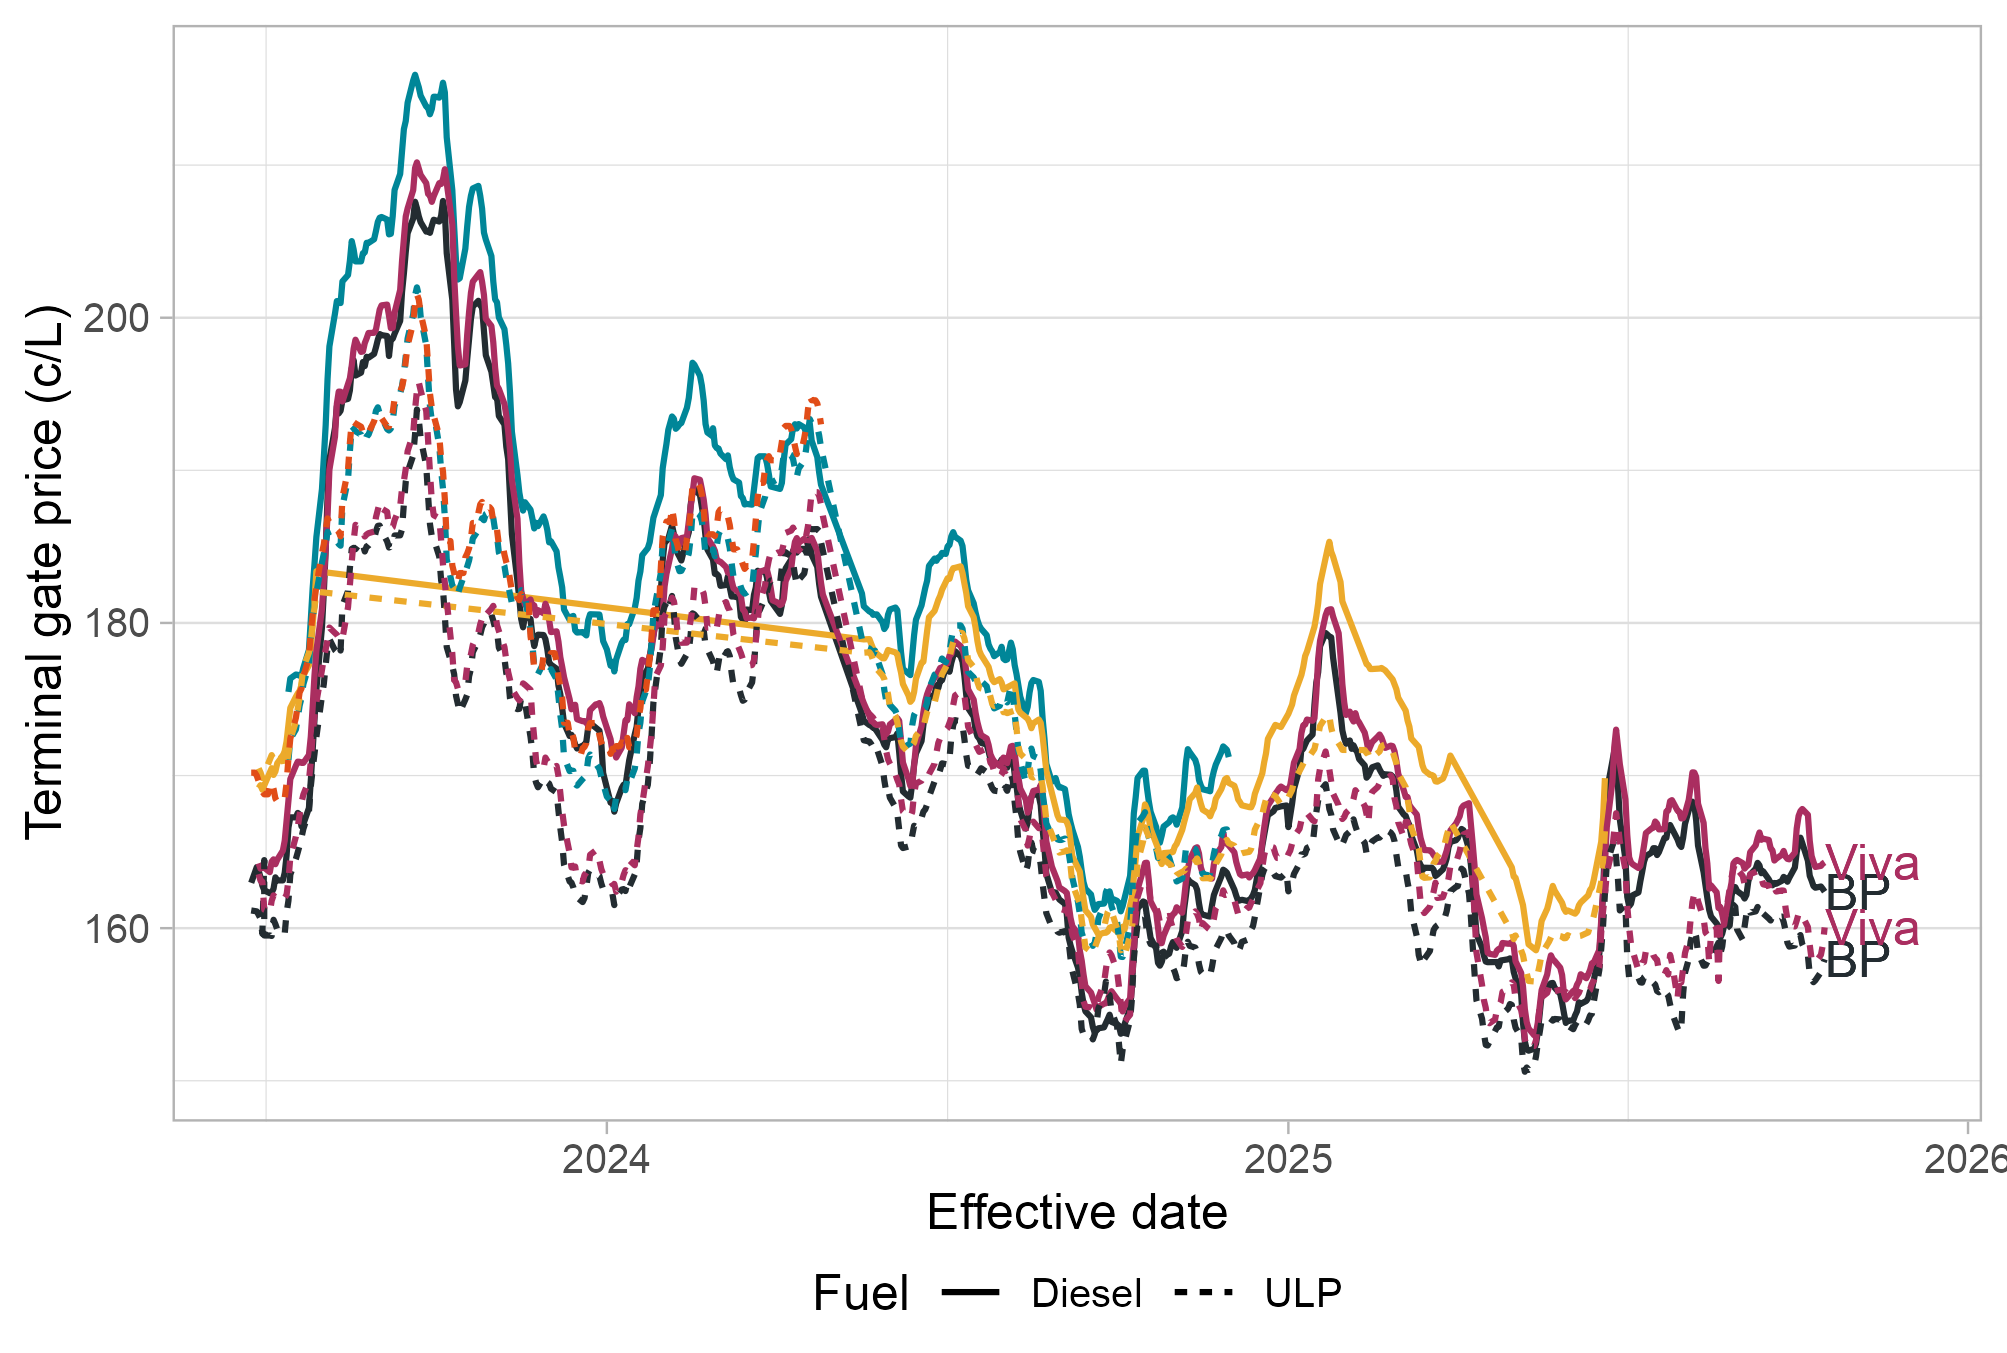 Terminal gate price (c/L)
200
180
160
Viva
BP
Viva
BP
2024
2025
2026
Effective date
Fuel
Diesel
ULP